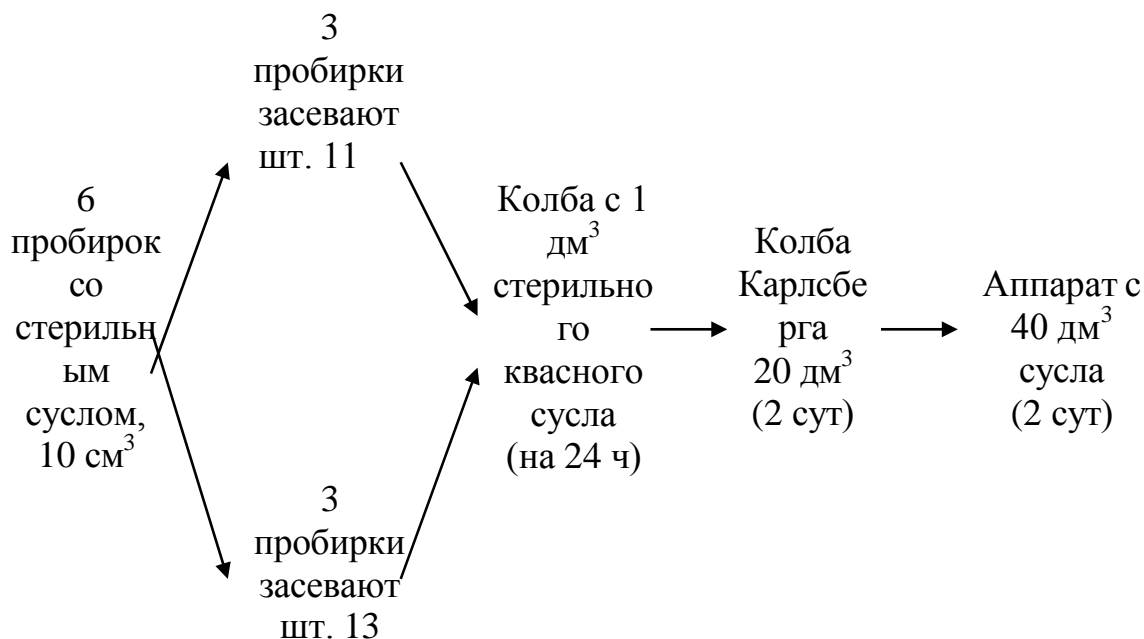 6
пробирок
со
стерильн
ым
суслом,
10 см³
3
пробирки
засевают
шт. 11
3
пробирки
засевают
шт. 13
Колба с 1
дм³
стерильно
го
квасного
сусла
(на 24 ч)
Колба
Карлсбе
рга
20 дм³
(2 сут)
Аппарат с
40 дм³
сусла
(2 сут)